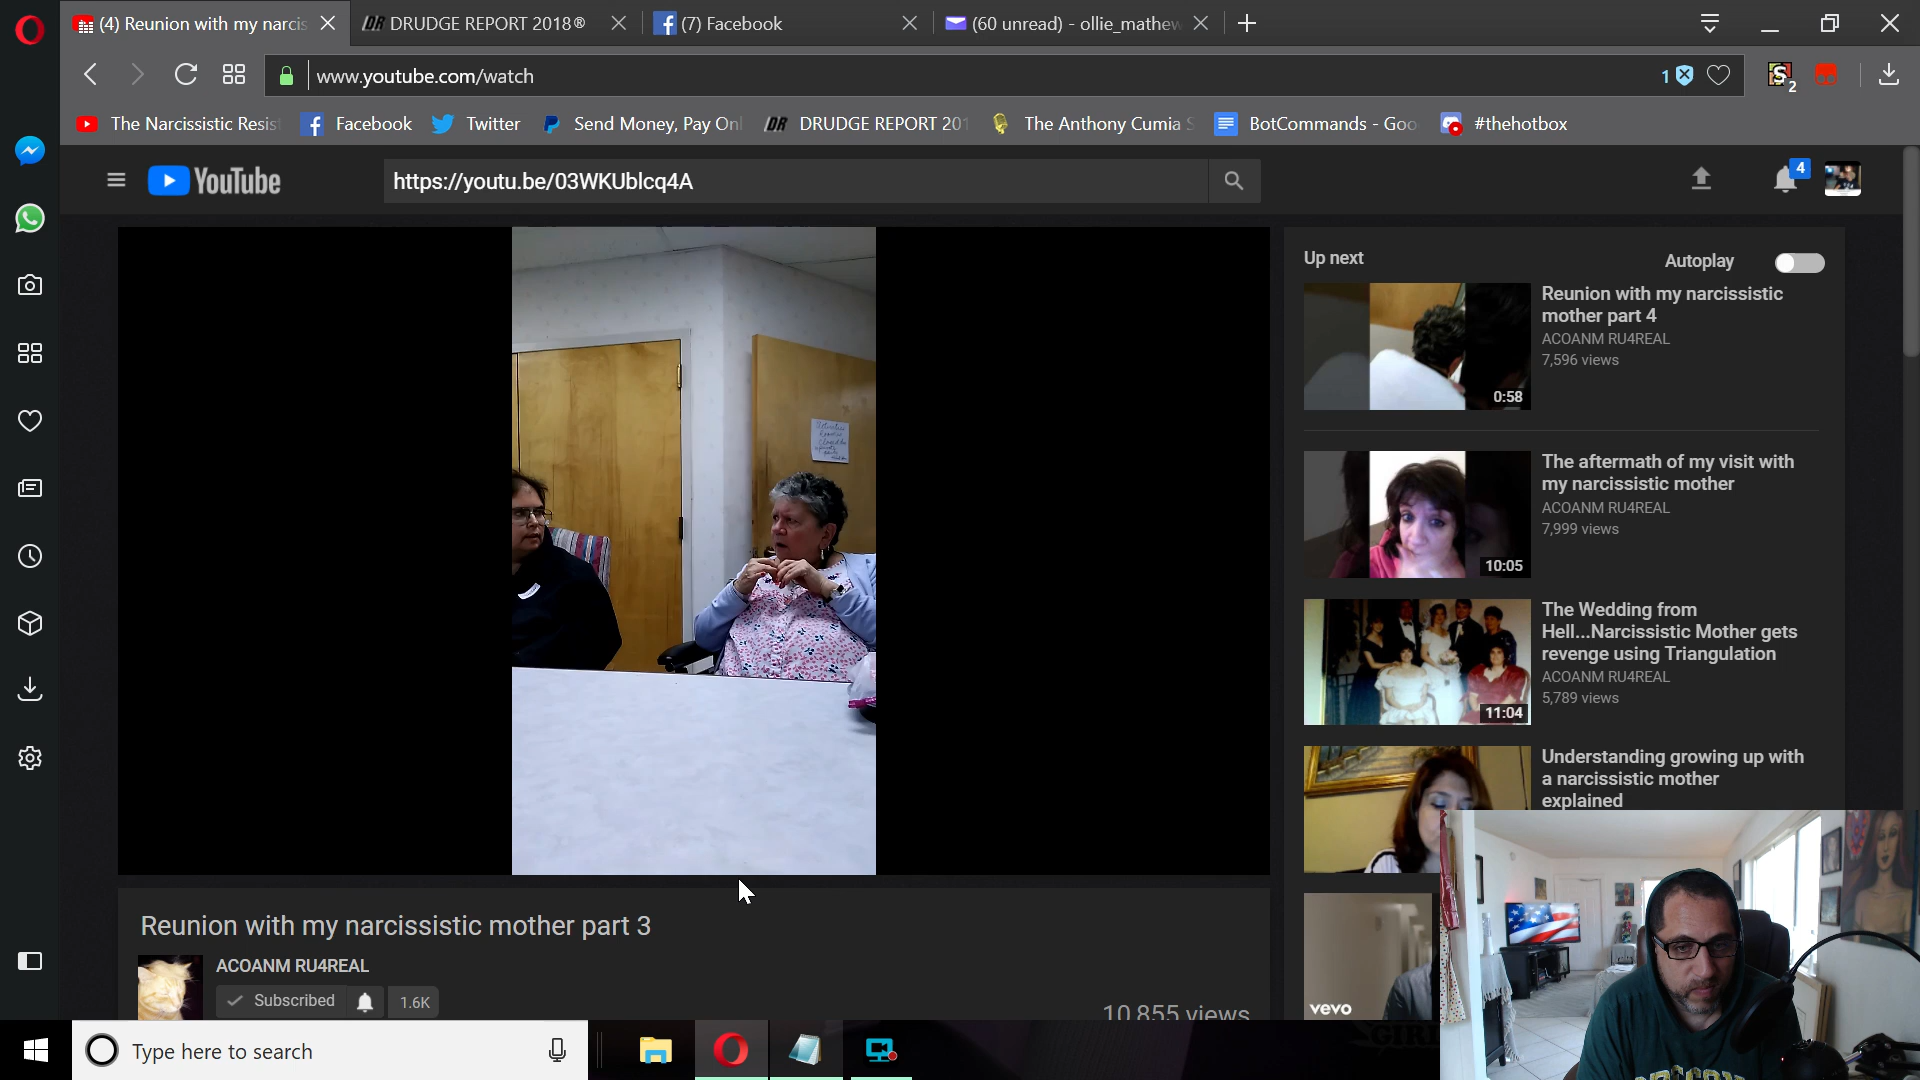 (4) Reunion with my narcis
DRUDGE REPORT 2018®
(7) Facebook
(60 unread) - ollie_mathew
www.youtube.com/watch
1
2
The Narcissistic Resis
Facebook
Twitter
Send Money, Pay Onl
DRUDGE REPORT 201
The Anthony Cumia S
BotCommands - Goo
#thehotbox
YouTube
https://youtu.be/03WKUblcq4A
4
Up next
Autoplay
Reunion with my narcissistic
mother part 4
ACOANM RU4REAL
7,596 views
0:58
The aftermath of my visit with
my narcissistic mother
ACOANM RU4REAL
7,999 views
10:05
The Wedding from
Hell...Narcissistic Mother gets
revenge using Triangulation
ACOANM RU4REAL
5,789 views
11:04
Understanding growing up with
a narcissistic mother
explained
vevo
Reunion with my narcissistic mother part 3
ACOANM RU4REAL
Subscribed
1.6K
10,855 views
Type here to search